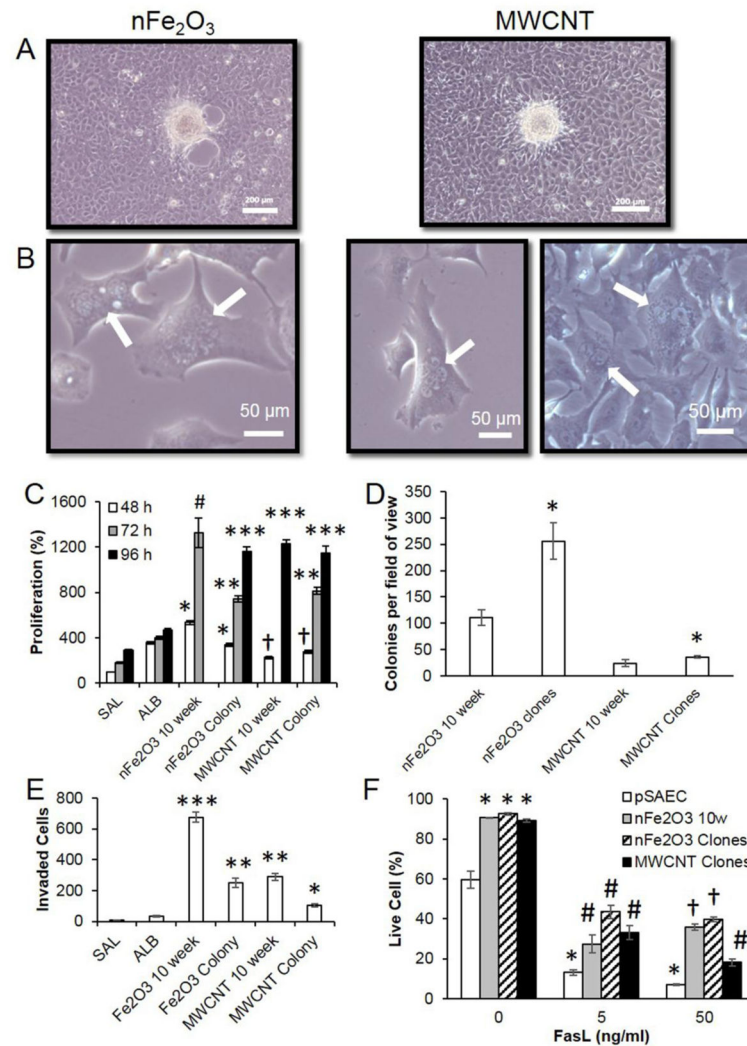 nFe₂O₃ MWCNT
A
200 µm 200 µm
B
50 µm 50 µm 50 µm
C
Proliferation (%)
1600
1200
800
400
0
48 h
72 h
96 h
* # * ** *** † *** † ** ***
SAL ALB nFe2O3 10 week nFe2O3 Colony MWCNT 10 week MWCNT Colony
D
Colonies per field of view
350
300
250
200
150
100
50
0
* *
nFe2O3 10 week nFe2O3 clones MWCNT 10 week MWCNT Clones
E
Invaded Cells
800
600
400
200
0
*** ** ** *
SAL ALB Fe2O3 10 week Fe2O3 Colony MWCNT 10 week MWCNT Colony
F
Live Cell (%)
100
80
60
40
20
0
pSAEC
nFe2O3 10w
nFe2O3 Clones
MWCNT Clones
* * *
* # # #
* † † #
0 5 50
FasL (ng/ml)